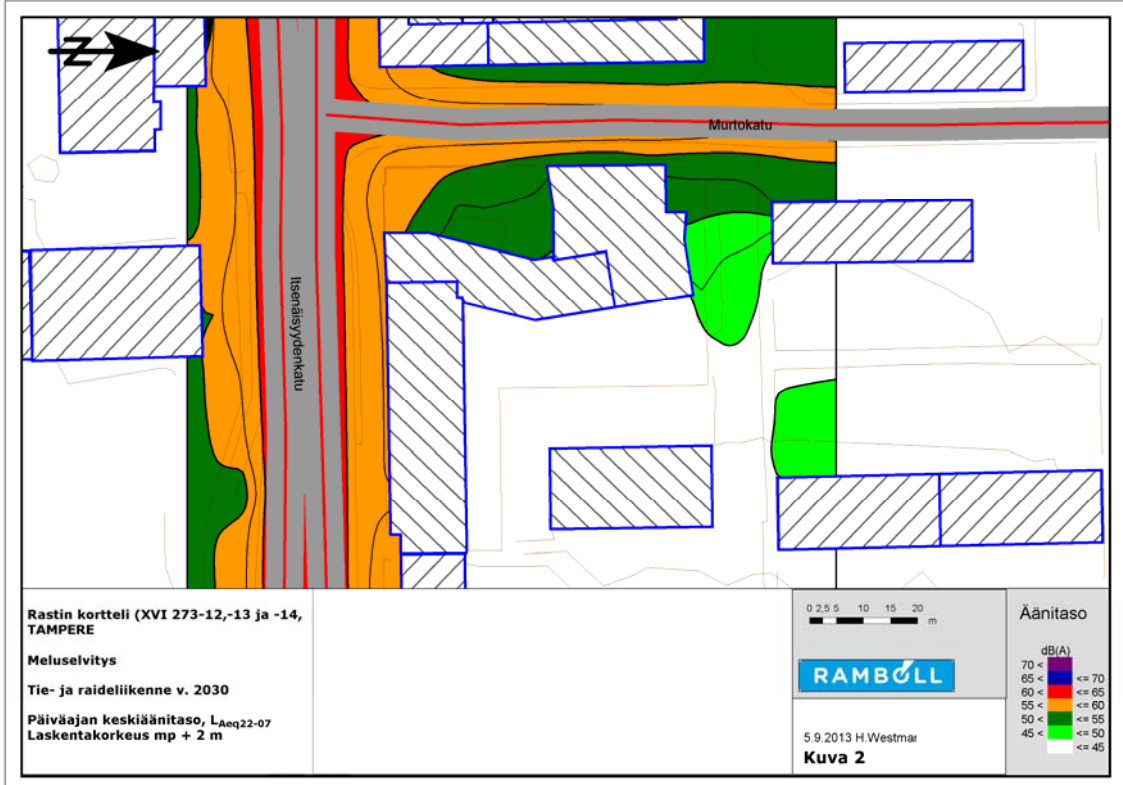 Z
Murtokatu
Itsenäisyydenkatu
Rastin kortteli (XVI 273-12,-13 ja -14,
TAMPERE
Meluselvitys
Tie- ja raideliikenne v. 2030
Päiväajan keskiäänitaso, LAeq22-07
Laskentakorkeus mp + 2 m
0 2,5 5 10 15 20
m
RAMBOLL
5.9.2013 H.Westmar
Kuva 2
Äänitaso
dB(A)
70 <
65 < <= 70
60 < <= 65
55 < <= 60
50 < <= 55
45 < <= 50
<= 45